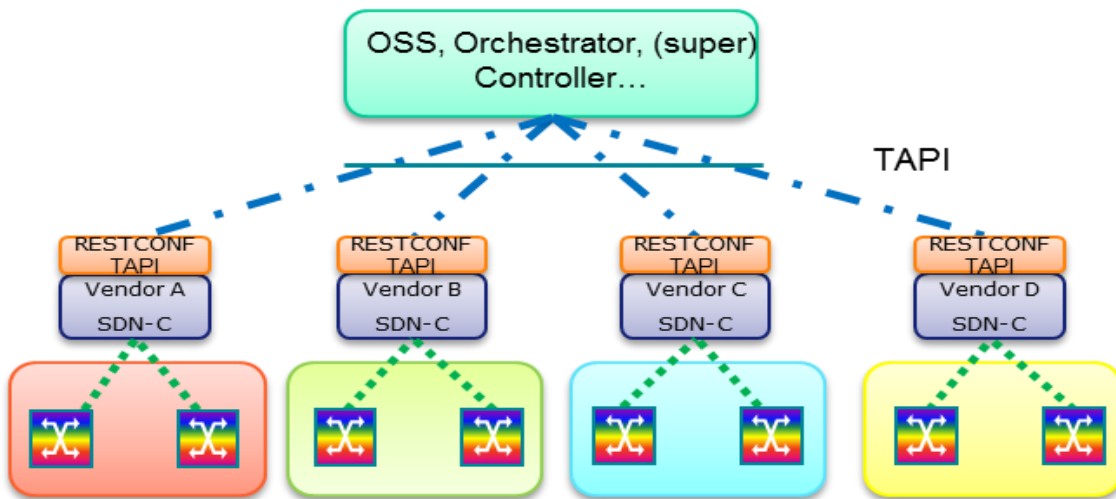 OSS, Orchestrator, (super)
Controller...
TAPI
RESTCONF
TAPI
Vendor A
SDN-C
RESTCONF
TAPI
Vendor B
SDN-C
RESTCONF
TAPI
Vendor C
SDN-C
RESTCONF
TAPI
Vendor D
SDN-C